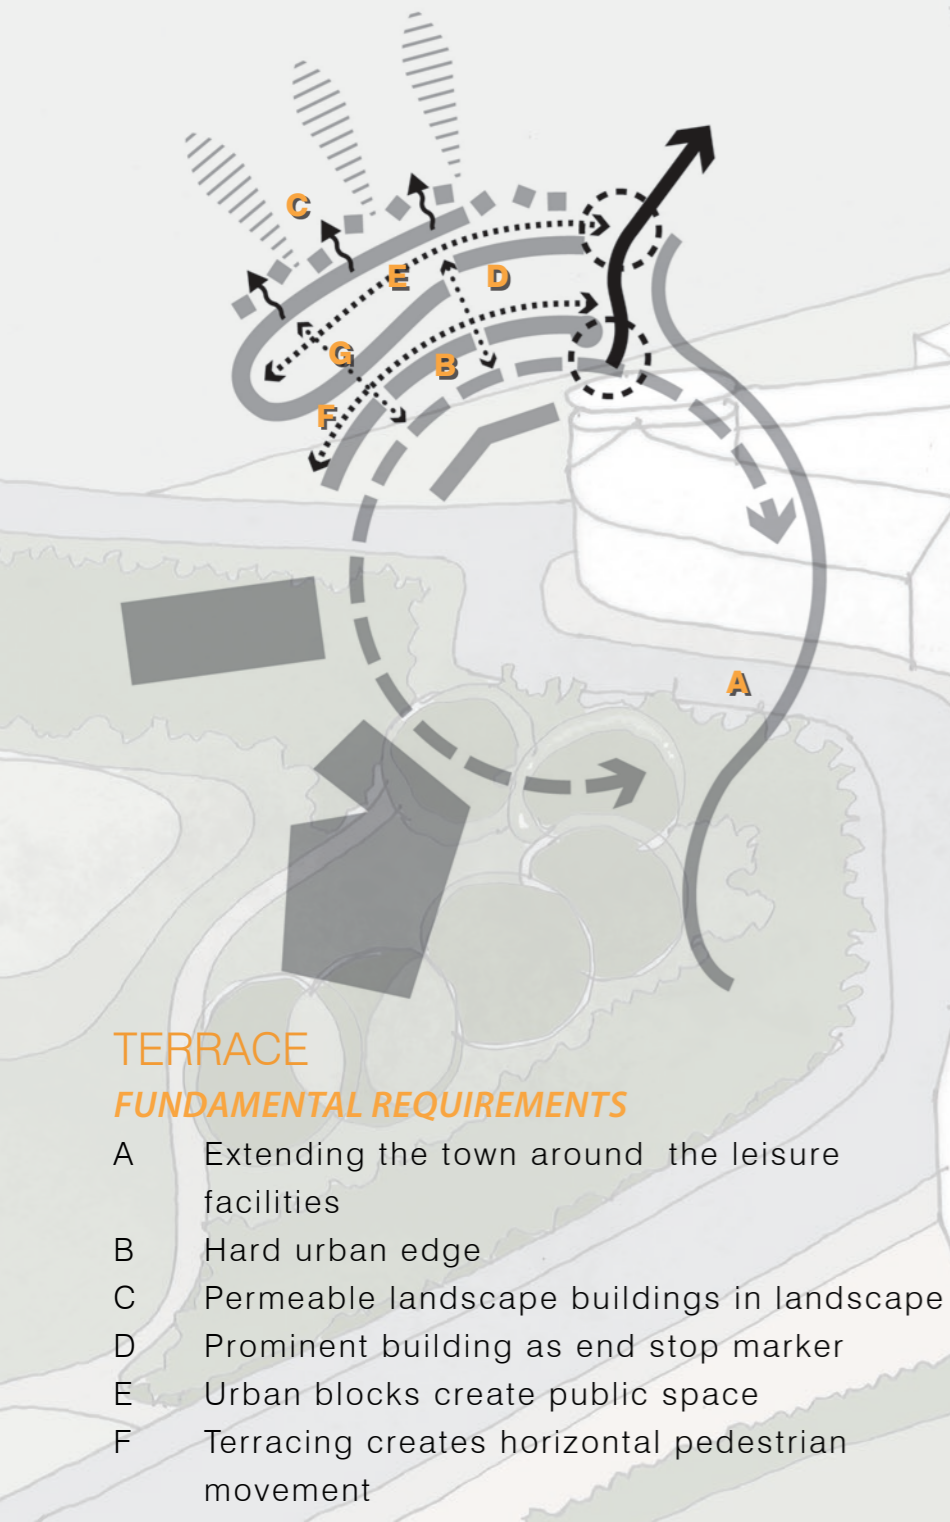 C
E
D
G
B
F
A
TERRACE
FUNDAMENTAL REQUIREMENTS
A Extending the town around the leisure
facilities
B Hard urban edge
C Permeable landscape buildings in landscape
D Prominent building as end stop marker
E Urban blocks create public space
F Terracing creates horizontal pedestrian
movement